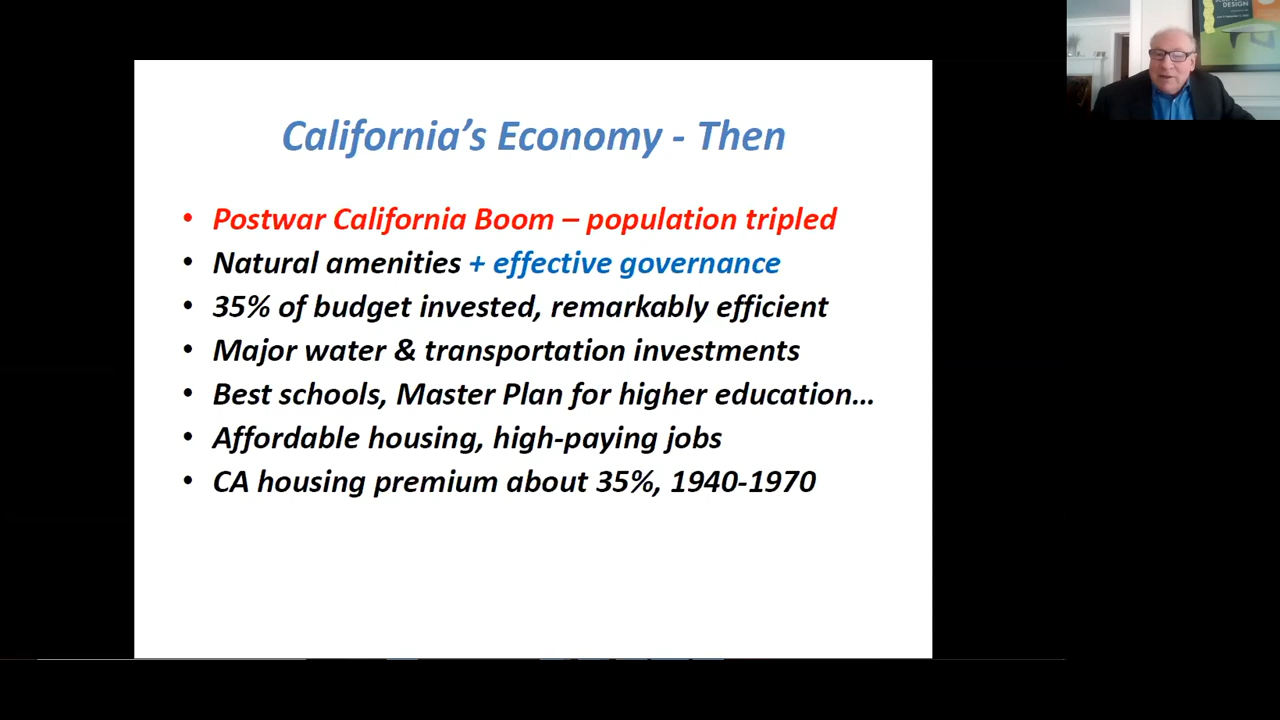 California's Economy - Then
• Postwar California Boom – population tripled
• Natural amenities + effective governance
• 35% of budget invested, remarkably efficient
• Major water & transportation investments
• Best schools, Master Plan for higher education…
• Affordable housing, high-paying jobs
• CA housing premium about 35%, 1940-1970
DESIGN